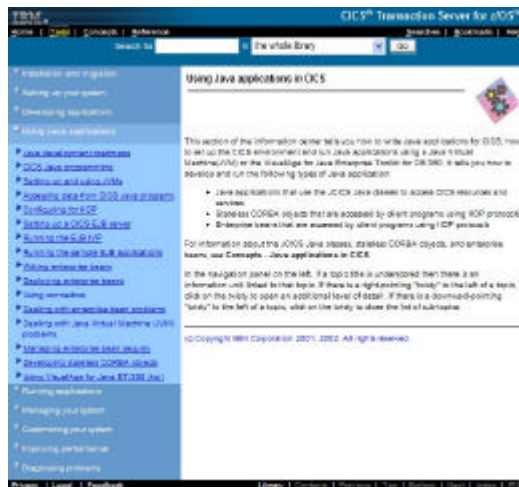 IBM
CICS® Transaction Server for z/OS®
Home | Tasks | Concepts | Reference
Searches | Bookmarks |
Search for
in
the whole library
GO
Installation and migration
Setting up your system
Developing applications
Using Java applications
Java development roadmaps
CICS Java programming
Setting up and using JVMs
Accessing data from CICS Java programs
Configuring for IIOP
Setting up a CICS EJB server
Running the EJB IVP
Running the sample EJB applications
Writing enterprise beans
Deploying enterprise beans
Using connectors
Dealing with enterprise bean problems
Dealing with Java Virtual Machine (JVM)
problems
Managing enterprise bean security
Developing stateless CORBA objects
Using VisualAge for Java ET/390
Running applications
Managing your system
Customizing your system
Improving performance
Diagnosing problems
Using Java applications in CICS
This section of the information center tells you how to write Java applications for CICS, how
to set up the CICS environment and run Java applications using a Java Virtual
Machine(JVM) or the VisualAge for Java Enterprise Toolkit for OS/390. It tells you how to
develop and run the following types of Java application:
Java applications that use the JCICS Java classes to access CICS resources and
services
Stateless CORBA objects that are accessed by client programs using IIOP protocols
Enterprise beans that are accessed by client programs using IIOP protocols
For information about the JCICS Java classes, stateless CORBA objects, and enterprise
beans, use Concepts - Java applications in CICS.
In the navigation panel on the left, if a topic title is underscored then there is an
information unit linked to that topic. If there is a right-pointing "twisty" to the left of a topic,
click on the twisty to open an additional level of detail. If there is a downward-pointing
"twisty" to the left of a topic, click on the twisty to close the list of sub-topics.
(c) Copyright IBM Corporation 2001, 2002. All rights reserved
Privacy | Legal | Feedback
Library | Contents | Previous | Top | Bottom | Next | Index |